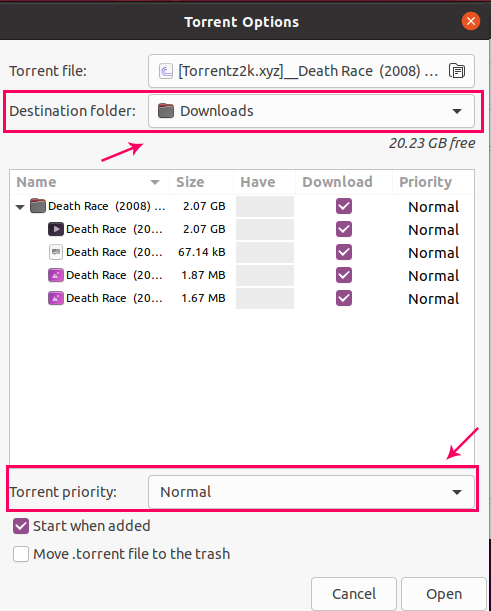 Torrent Options
Torrent file: [Torrentz2k.xyz]__Death Race (2008) ...
Destination folder: Downloads
20.23 GB free
Name Size Have Download Priority
Death Race (2008) ... 2.07 GB Normal
Death Race (20... 2.07 GB Normal
Death Race (20... 67.14 kB Normal
Death Race (20... 1.87 MB Normal
Death Race (20... 1.67 MB Normal
Torrent priority: Normal
Start when added
Move .torrent file to the trash
Cancel Open